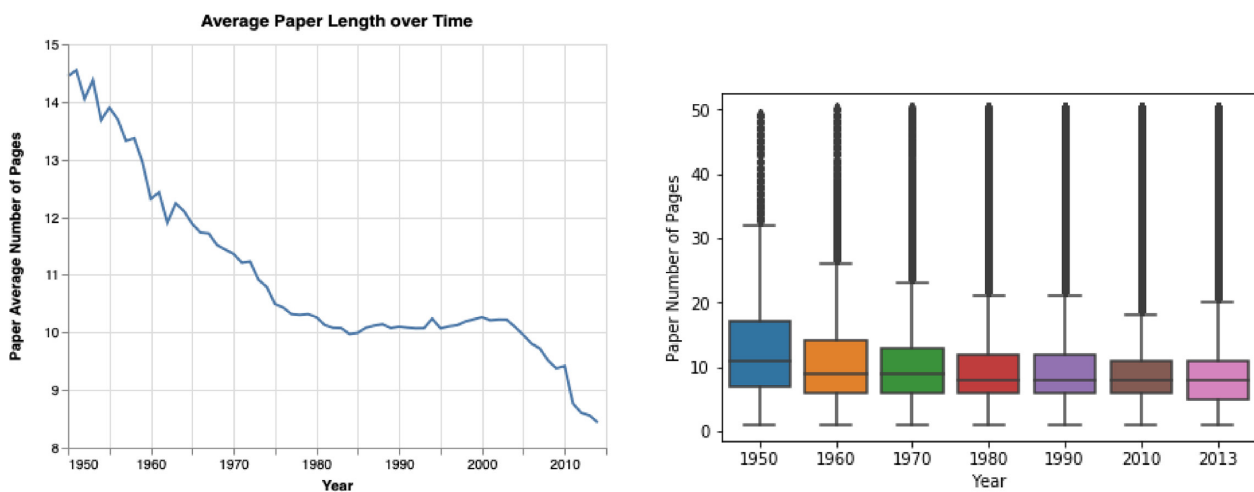 Average Paper Length over Time
15
14
13
12
11
10
9
8
Paper Average Number of Pages
1950 1960 1970 1980 1990 2000 2010
Year
50
40
30
20
10
0
Paper Number of Pages
1950 1960 1970 1980 1990 2010 2013
Year